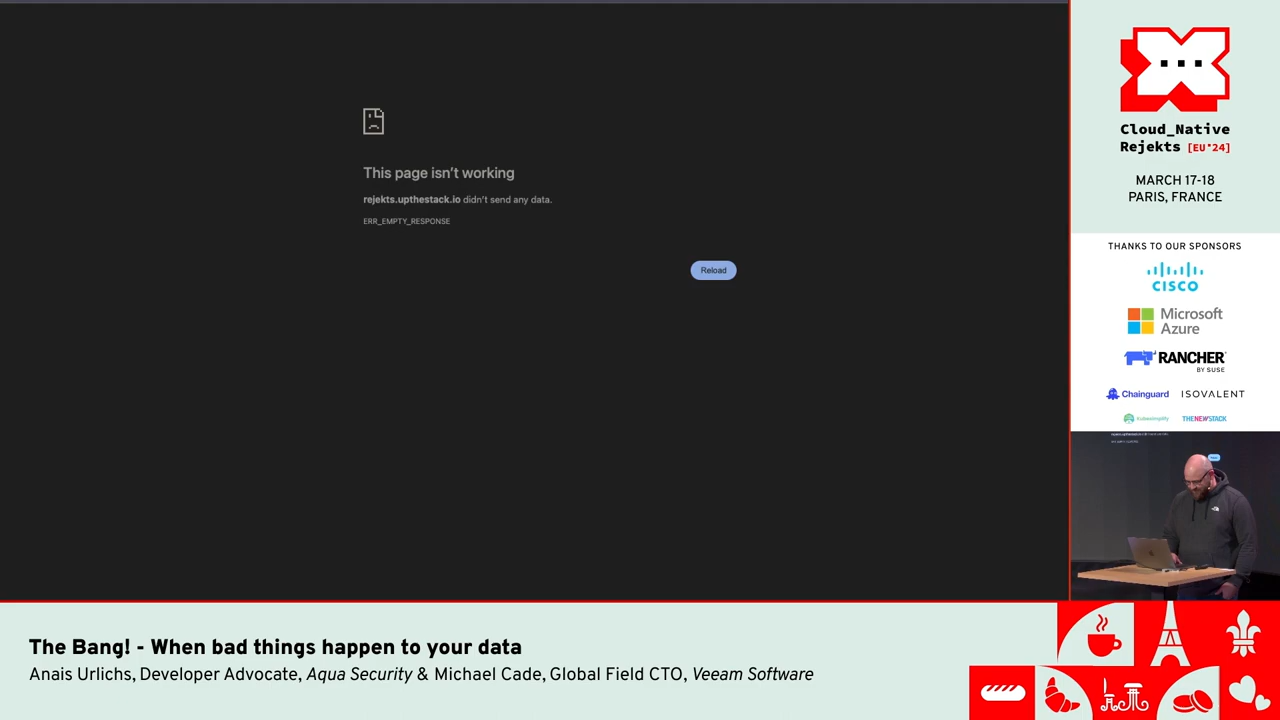 This page isn't working
rejekts.upthestack.io didn't send any data.
ERR_EMPTY_RESPONSE
Reload
Cloud_Native
Rejekts [EU'24]
MARCH 17-18
PARIS, FRANCE
THANKS TO OUR SPONSORS
CISCO
Microsoft
Azure
RANCHER
BY SUSE
Chainguard
ISOVALENT
Kubesimplify
THENEWSTACK
The Bang! - When bad things happen to your data
Anais Urlichs, Developer Advocate, Aqua Security & Michael Cade, Global Field CTO, Veeam Software